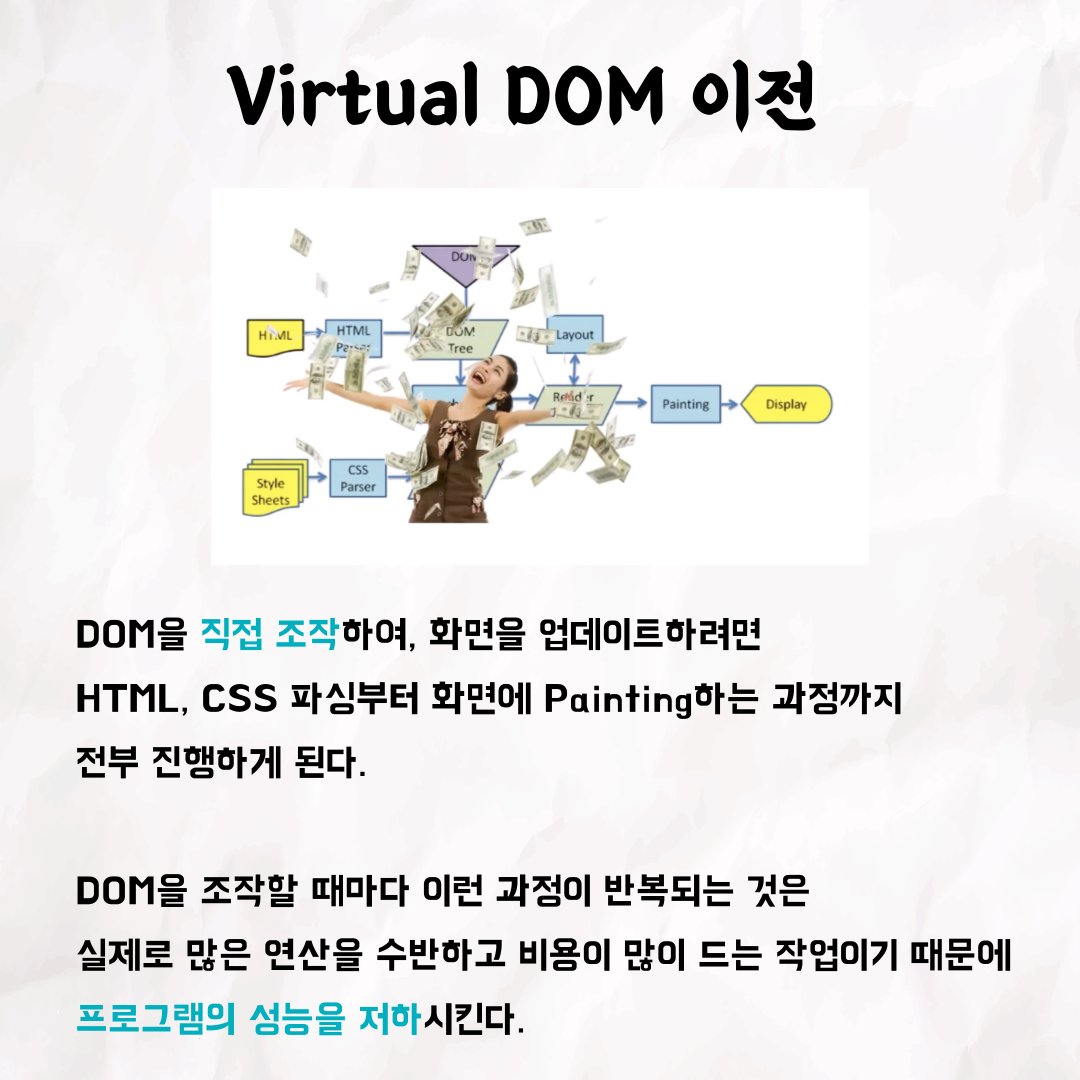 Virtual DOM 이전
DOM
HTML
HTML
Parser
DOM
Tree
Layout
Render
Painting
Display
Style
Sheets
CSS
Parser
DOM을 직접 조작하여, 화면을 업데이트하려면
HTML, CSS 파싱부터 화면에 Painting하는 과정까지
전부 진행하게 된다.
DOM을 조작할 때마다 이런 과정이 반복되는 것은
실제로 많은 연산을 수반하고 비용이 많이 드는 작업이기 때문에
프로그램의 성능을 저하시킨다.